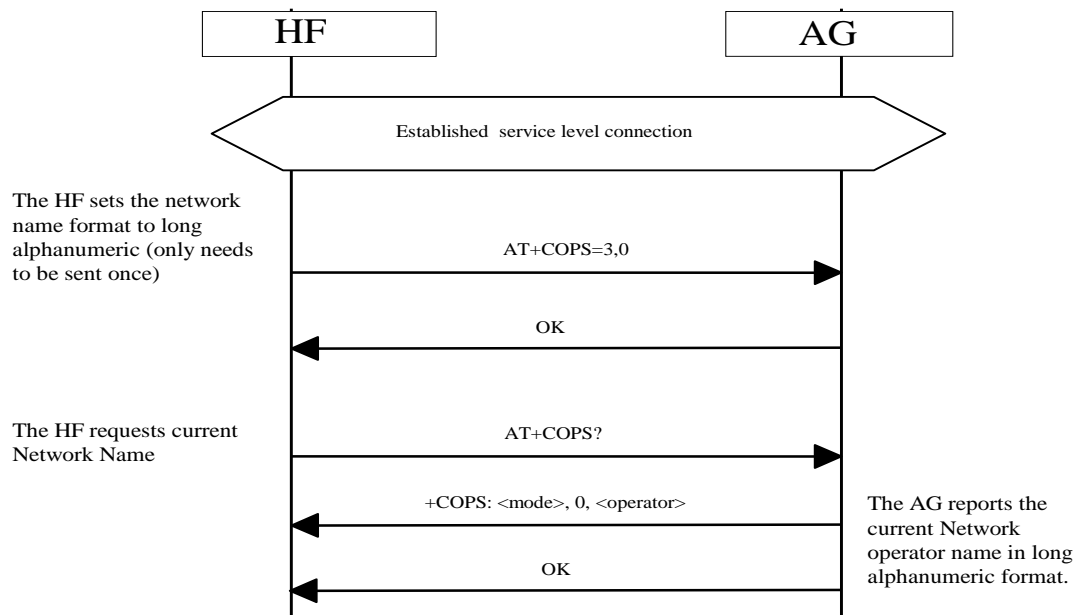 HF
AG
Established service level connection
The HF sets the network
name format to long
alphanumeric (only needs
to be sent once)
AT+COPS=3,0
OK
The HF requests current
Network Name
AT+COPS?
+COPS: <mode>, 0, <operator>
The AG reports the
current Network
operator name in long
alphanumeric format.
OK